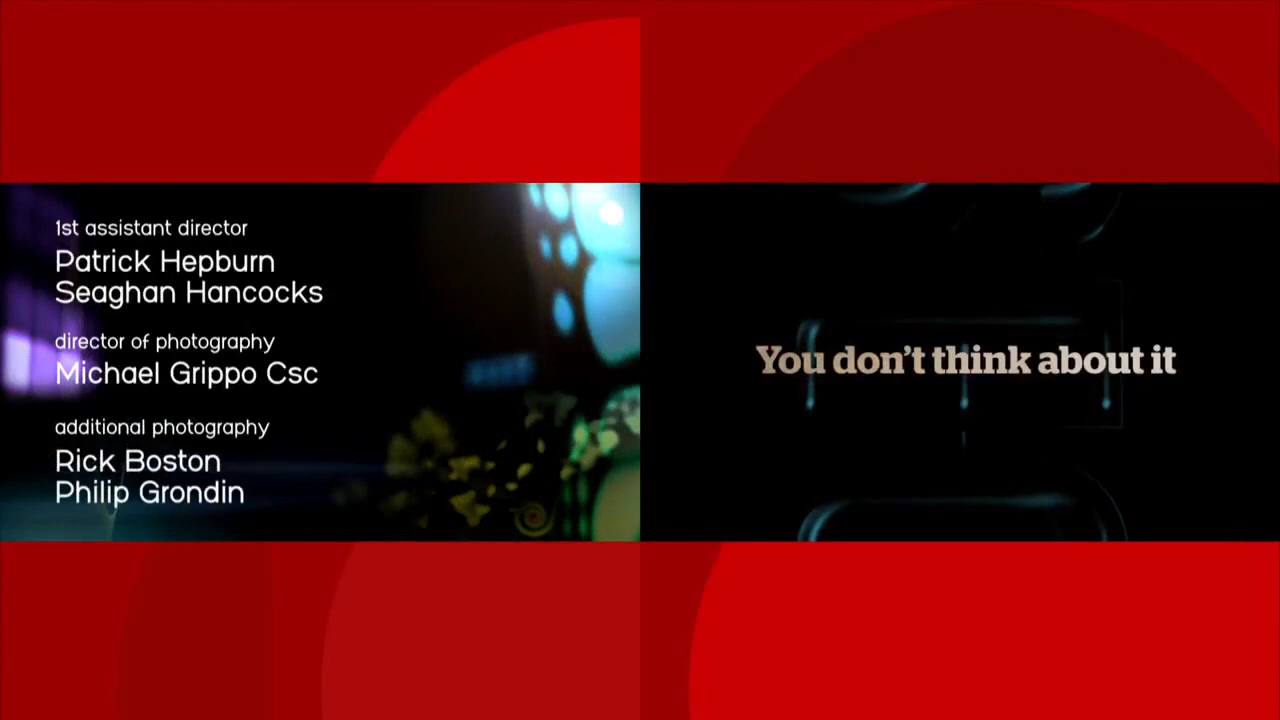 1st assistant director
Patrick Hepburn
Seaghan Hancocks
director of photography
Michael Grippo Csc
additional photography
Rick Boston
Philip Grondin
You don't think about it